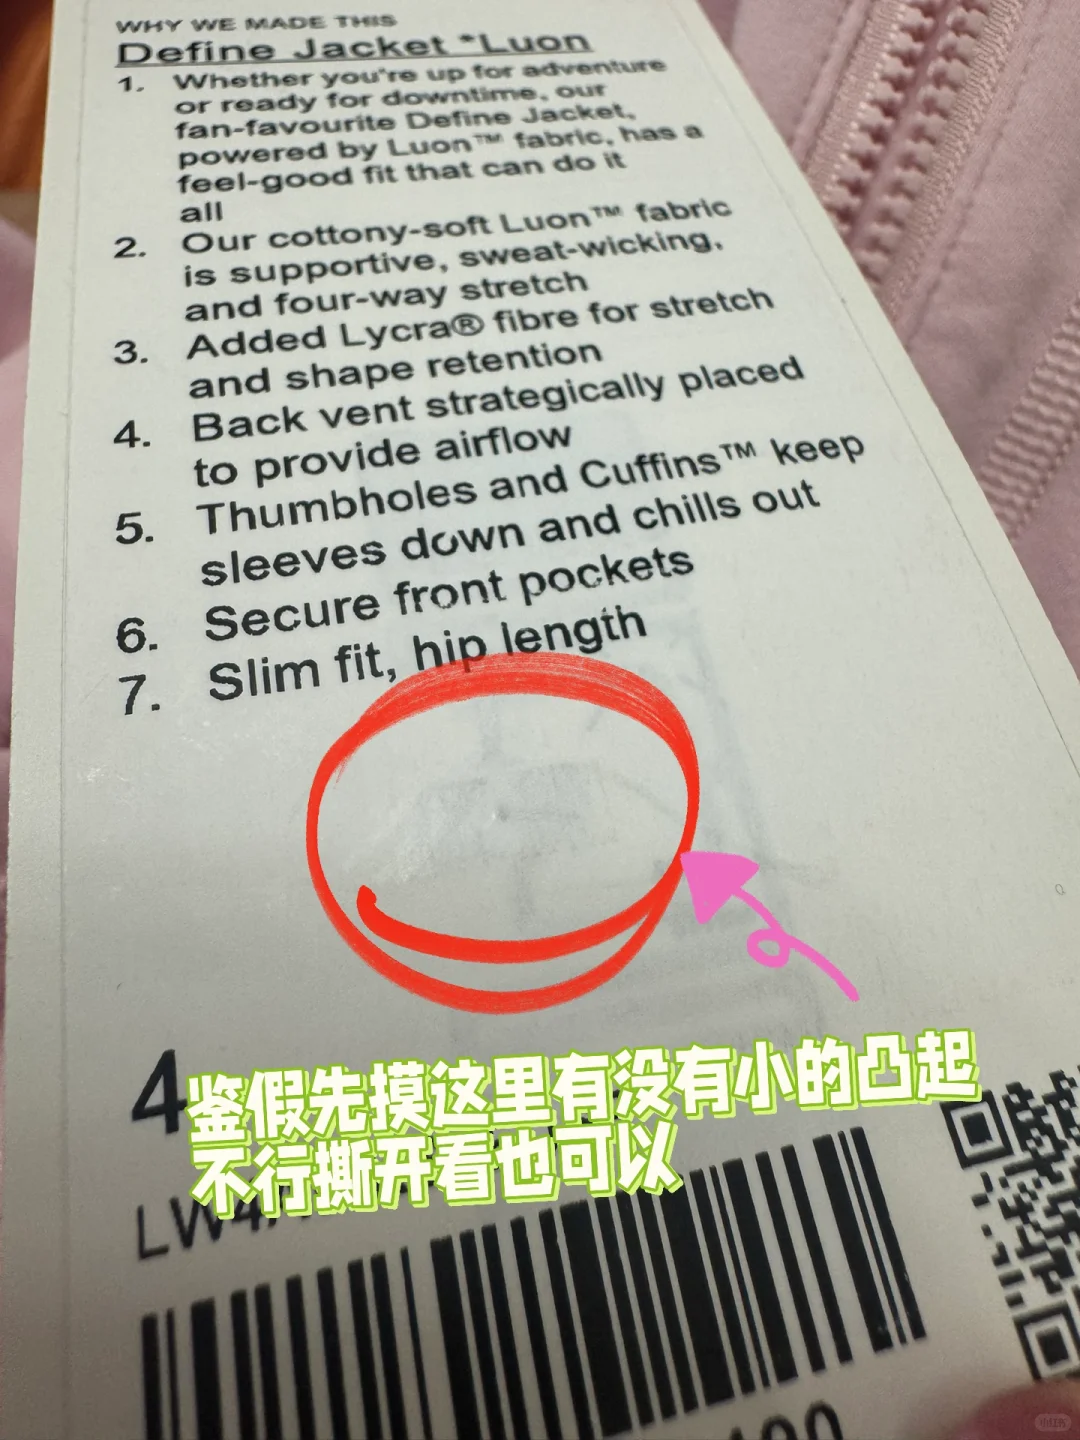 WHY WE MADE THIS
Define Jacket *Luon
1. Whether you're up for adventure
or ready for downtime, our
fan-favourite Define Jacket,
powered by Luon™ fabric, has a
feel-good fit that can do it
all
2. Our cottony-soft Luon™ fabric
is supportive, sweat-wicking,
and four-way stretch
3. Added Lycra® fibre for stretch
and shape retention
4. Back vent strategically placed
to provide airflow
5. Thumbholes and Cuffins™ keep
sleeves down and chills out
6. Secure front pockets
7. Slim fit, hip length
4
鉴假先摸这里有没有小的凸起
不行撕开看也可以
LW4
小红书